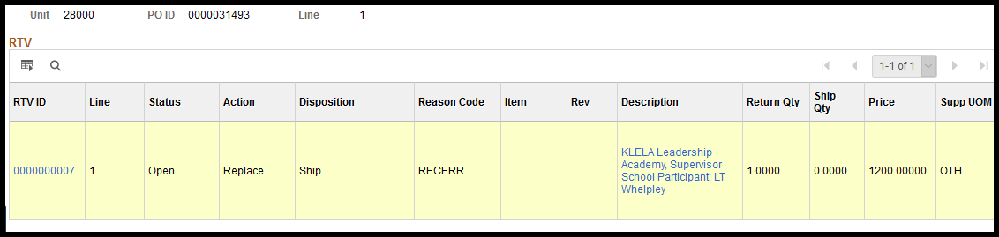 Unit 28000 PO ID 0000031493 Line 1
RTV
1-1 of 1
RTV ID Line Status Action Disposition Reason Code Item Rev Description Return Qty Ship Qty Price Supp UOM
0000000007 1 Open Replace Ship RECERR KLELA Leadership Academy, Supervisor School Participant: LT Whelpley 1.0000 0.0000 1200.00000 OTH